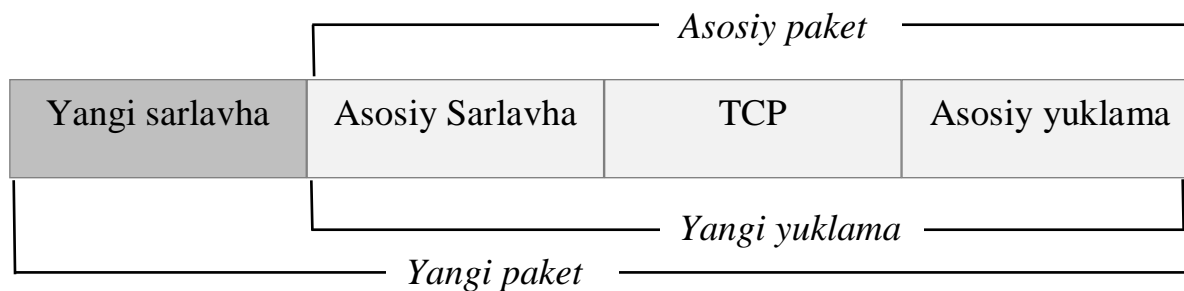 Asosiy paket
Yangi sarlavha Asosiy Sarlavha TCP Asosiy yuklama
Yangi yuklama
Yangi paket